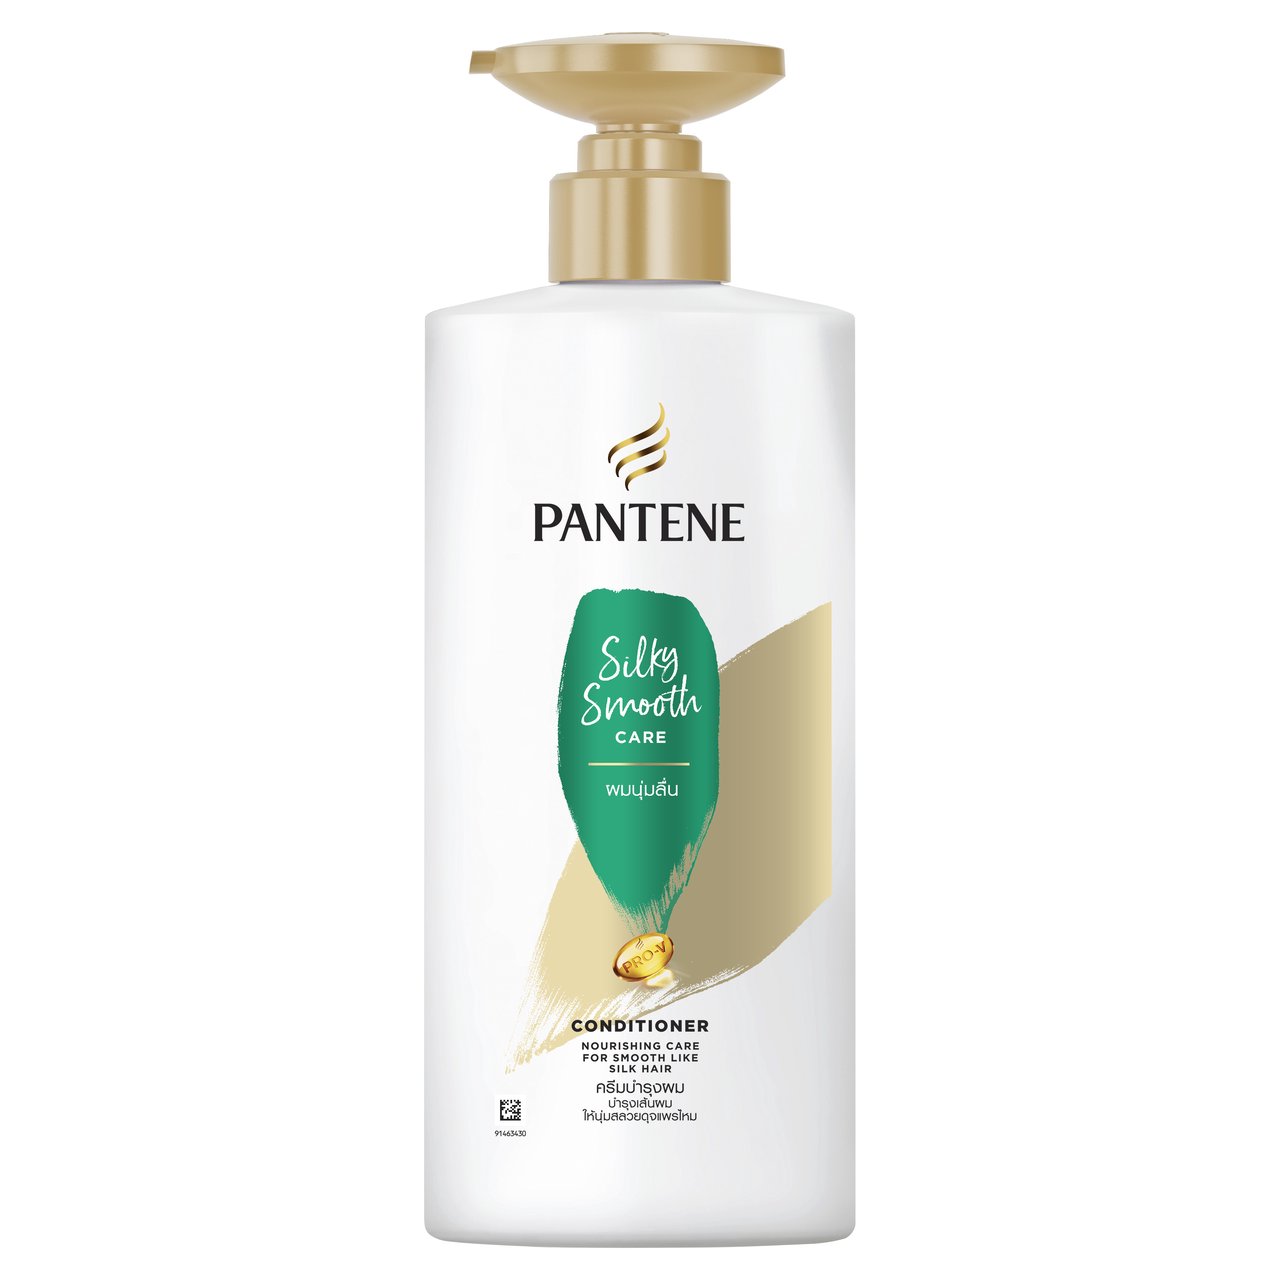 PANTENE
Silky
Smooth
CARE
ผมนุ่มลื่น
PRO-V
CONDITIONER
NOURISHING CARE
FOR SMOOTH LIKE
SILK HAIR
ครีมบำรุงผม
บำรุงเส้นผม
ให้นุ่มสลวยดุจแพรไหม
91463430